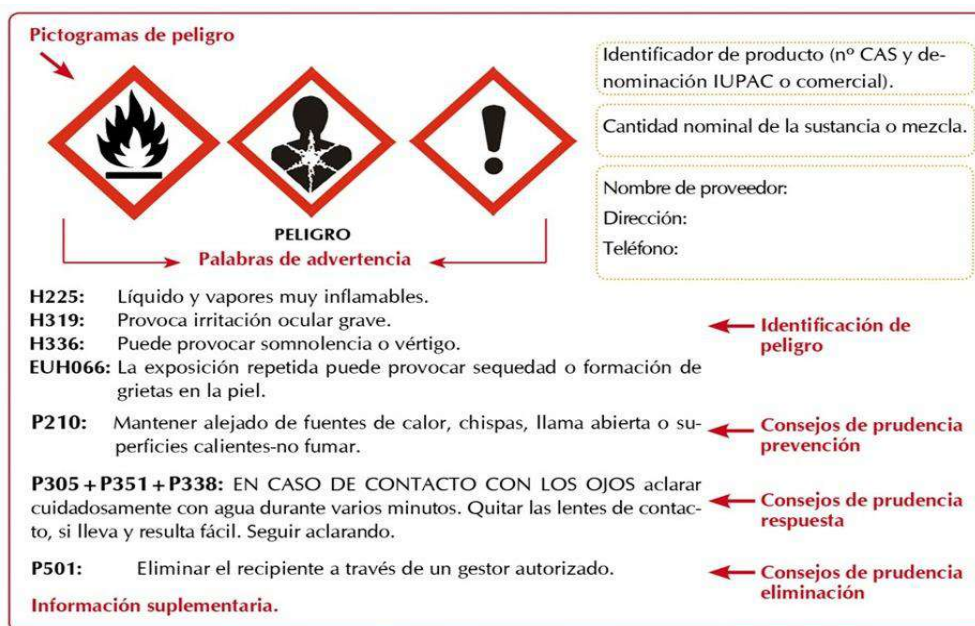 Pictogramas de peligro
Identificador de producto (nº CAS y de-
nominación IUPAC o comercial).
Cantidad nominal de la sustancia o mezcla.
Nombre de proveedor:
Dirección:
Teléfono:
PELIGRO
Palabras de advertencia
H225: Líquido y vapores muy inflamables.
H319: Provoca irritación ocular grave.
H336: Puede provocar somnolencia o vértigo.
EUH066: La exposición repetida puede provocar sequedad o formación de
grietas en la piel.
Identificación de
peligro
P210: Mantener alejado de fuentes de calor, chispas, llama abierta o su-
perficies calientes-no fumar.
Consejos de prudencia
prevención
P305 + P351 + P338: EN CASO DE CONTACTO CON LOS OJOS aclarar
cuidadosamente con agua durante varios minutos. Quitar las lentes de contac-
to, si lleva y resulta fácil. Seguir aclarando.
Consejos de prudencia
respuesta
P501: Eliminar el recipiente a través de un gestor autorizado.
Consejos de prudencia
eliminación
Información suplementaria.